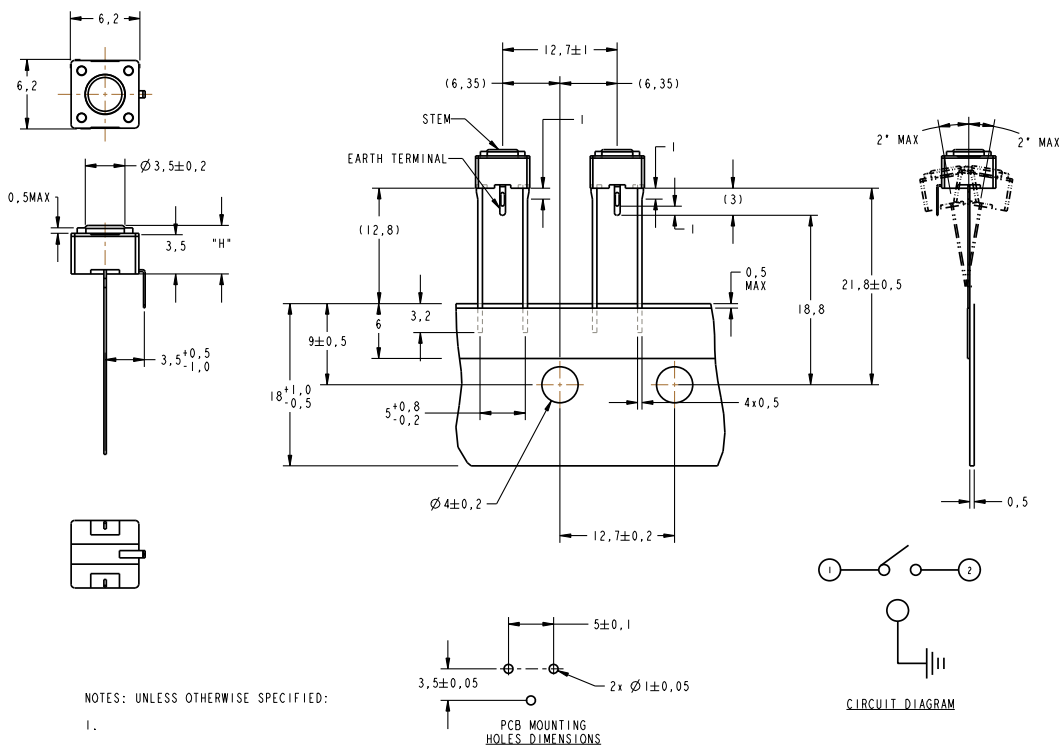 6,2
6,2
Ø3,5±0,2
0,5MAX
3,5
"H"
3,5+0,5
-1,0
12,7±1
(6,35)
(6,35)
STEM
EARTH TERMINAL
1
1
1
(3)
(12,8)
0,5
MAX
3,2
6
9±0,5
18,8
21,8±0,5
18+1,0
-0,5
5+0,8
-0,2
4x0,5
Ø4±0,2
12,7±0,2
2° MAX
2° MAX
0,5
1
2
CIRCUIT DIAGRAM
5±0,1
3,5±0,05
2x Ø1±0,05
PCB MOUNTING
HOLES DIMENSIONS
NOTES: UNLESS OTHERWISE SPECIFIED:
1.